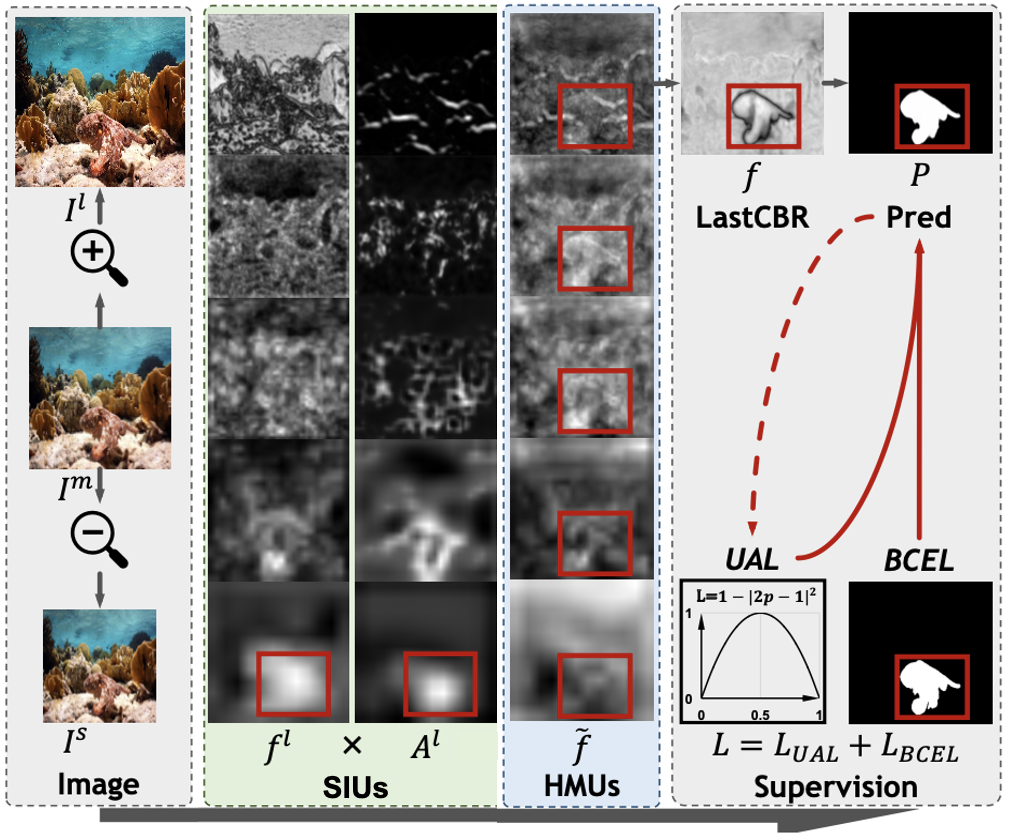 I^l
I^m
I^s
Image
f^l × A^l
SIUs
f̃
HMUs
f P
LastCBR Pred
UAL BCEL
L=1−|2p−1|²
1
0
0 0.5 1
L = L_{UAL} + L_{BCEL}
Supervision